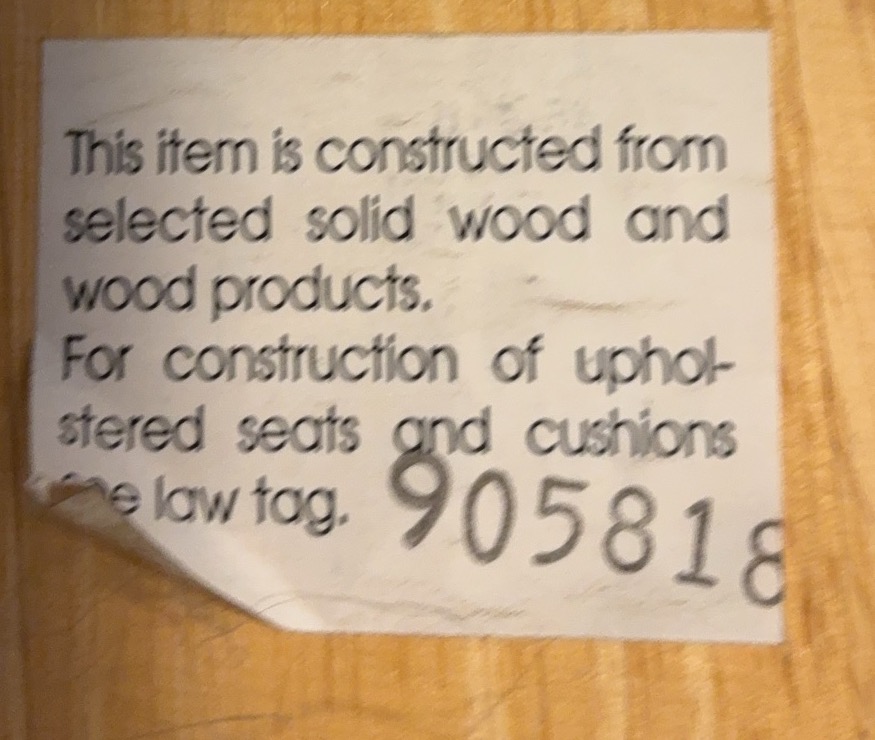 This item is constructed from
selected solid wood and
wood products.
For construction of uphol-
stered seats and cushions
law tag. 905818